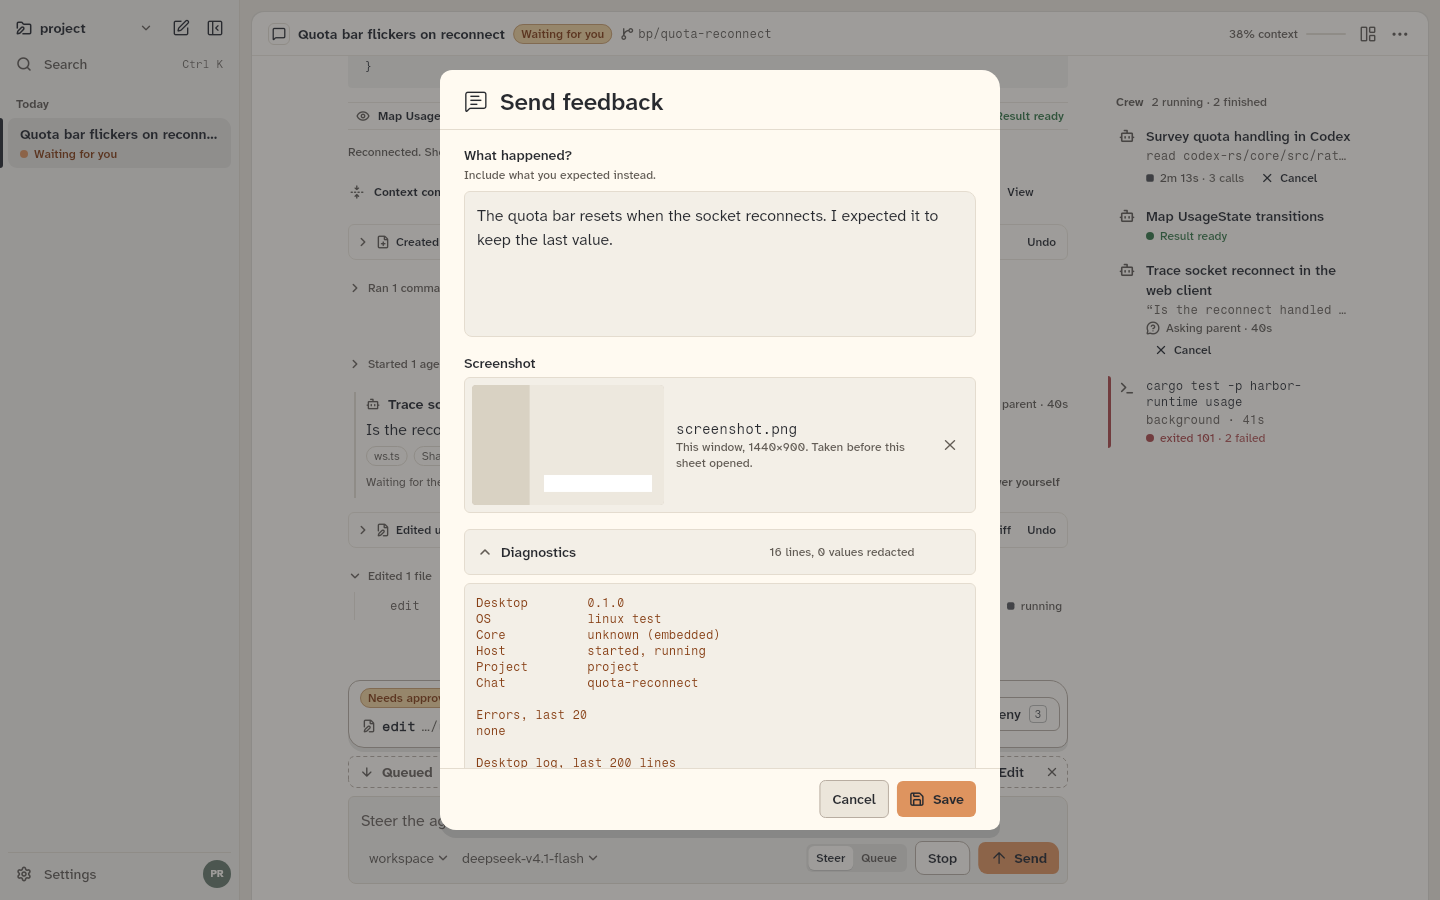 project
Search
Ctrl K
Today
Quota bar flickers on reconn...
Waiting for you
Settings
PR
Quota bar flickers on reconnect
Waiting for you
bp/quota-reconnect
38% context
}
Map Usage
Result ready
Reconnected. Sh
Context con
View
Created
Undo
Ran 1 comma
Started 1 age
Trace so
parent · 40s
Is the reco
ws.ts
Sha
Waiting for the
er yourself
Edited u
iff
Undo
Edited 1 file
edit
running
Needs approv
edit …/
eny
3
Queued
Edit
Steer the ag
workspace
deepseek-v4.1-flash
Steer
Queue
Stop
Send
Send feedback
What happened?
Include what you expected instead.
The quota bar resets when the socket reconnects. I expected it to
keep the last value.
Screenshot
screenshot.png
This window, 1440×900. Taken before this
sheet opened.
Diagnostics
16 lines, 0 values redacted
Desktop 0.1.0
OS linux test
Core unknown (embedded)
Host started, running
Project project
Chat quota-reconnect
Errors, last 20
none
Desktop log, last 200 lines
Cancel
Save
Crew 2 running · 2 finished
Survey quota handling in Codex
read codex-rs/core/src/rat…
2m 13s · 3 calls
Cancel
Map UsageState transitions
Result ready
Trace socket reconnect in the
web client
“Is the reconnect handled …
Asking parent · 40s
Cancel
cargo test -p harbor-
runtime usage
background · 41s
exited 101 · 2 failed